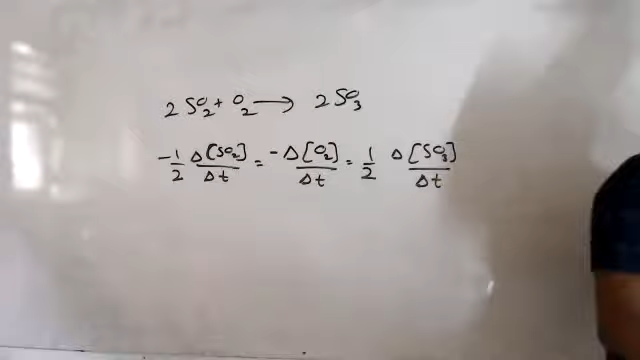 2SO₂ + O₂ ⟶ 2SO₃
-1/2 Δ[SO₂]/Δt = -Δ[O₂]/Δt = 1/2 Δ[SO₃]/Δt